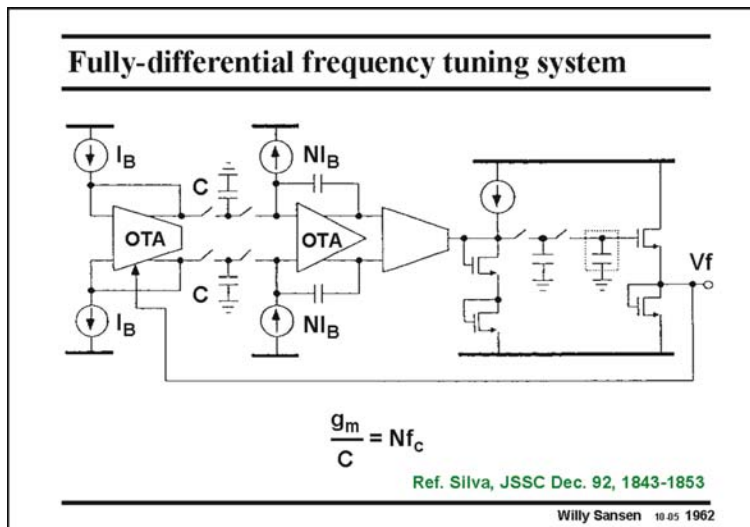 Fully-differential frequency tuning system
I_B
NI_B
C
OTA
OTA
C
I_B
NI_B
Vf
g_m/C = Nf_c
Ref. Silva, JSSC Dec. 92, 1843-1853
Willy Sansen 10-05 1962